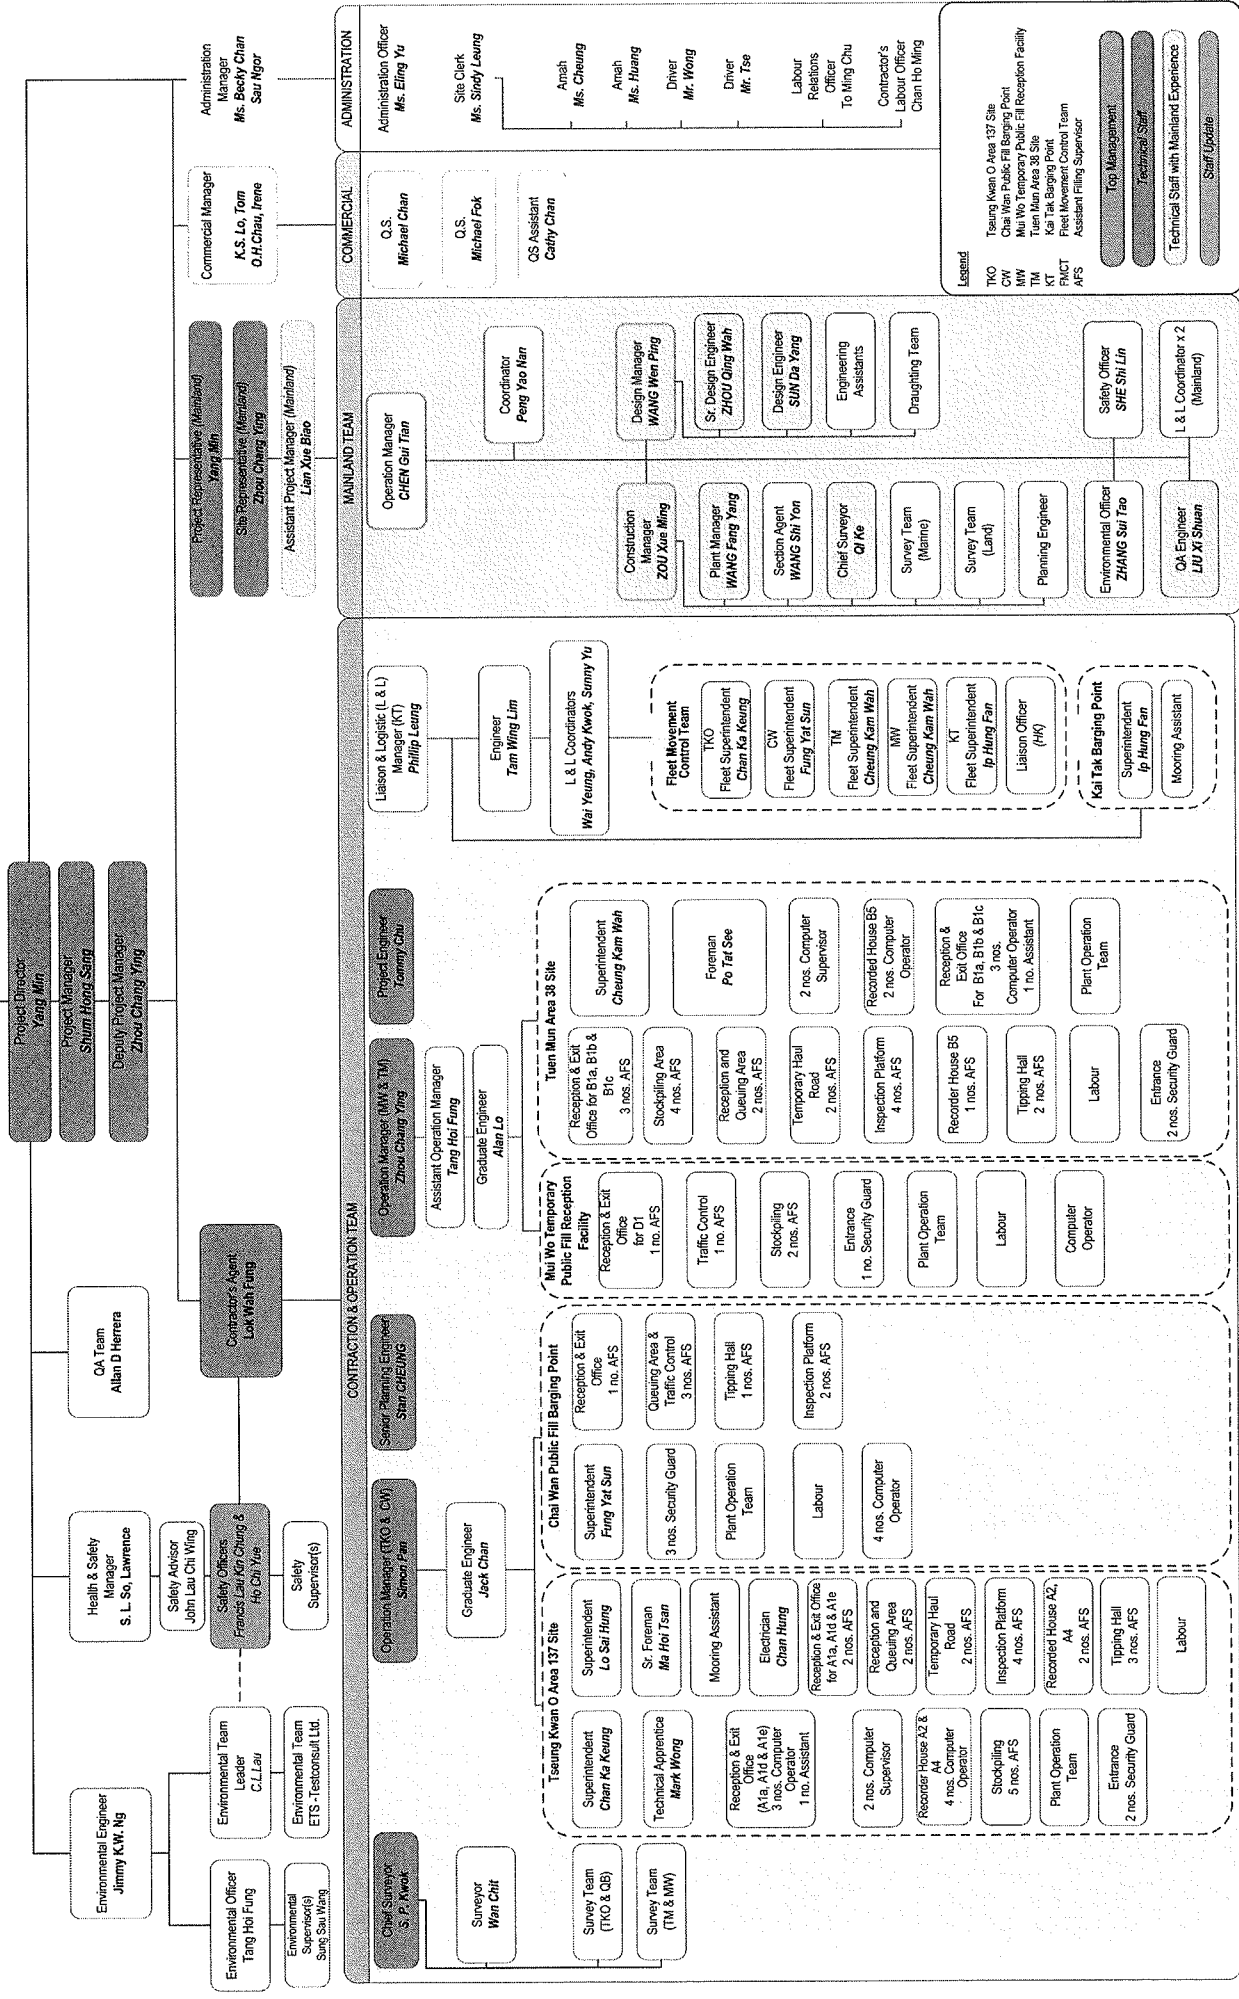 Project Director
Yang Min
Project Manager
Shum Hong Sang
Deputy Project Manager
Zhou Chang Ying
Environmental Engineer
Jimmy K.W. Ng
Environmental Officer
Tang Hoi Fung
Environmental
Supervisor(s)
Sung Sau Wang
Environmental Team
Leader
C.L.Lau
Environmental Team
ETS -Testconsult Ltd.
Health & Safety
Manager
S. L. So, Lawrence
Safety Advisor
John Lau Chi Wing
Safety Officers
Francis Lau Kin Chung &
Ho Chi Yue
Safety
Supervisor(s)
QA Team
Allan D Herrera
Contractor's Agent
Lok Wah Fung
Project Representative (Mainland)
Yang Min
Site Representative (Mainland)
Zhou Chang Ying
Assistant Project Manager (Mainland)
Lian Xue Biao
Commercial Manager
K.S. Lo, Tom
O.H.Chau, Irene
Administration
Manager
Ms. Becky Chan
Sau Ngor
CONTRACTION & OPERATION TEAM
Chief Surveyor
S. P. Kwok
Surveyor
Wan Chit
Survey Team
(TKO & QB)
Survey Team
(TM & MW)
Operation Manager (TKO & CW)
Simon Pan
Graduate Engineer
Jack Chan
Senior Planning Engineer
Stan CHEUNG
Operation Manager (MW & TM)
Zhou Chang Ying
Assistant Operation Manager
Tang Hoi Fung
Graduate Engineer
Alan Lo
Project Engineer
Tommy Chu
Tseung Kwan O Area 137 Site
Superintendent
Chan Ka Keung
Technical Apprentice
Mark Wong
Reception & Exit
Office
(A1a, A1d & A1e)
3 nos. Computer
Operator
1 no. Assistant
2 nos. Computer
Supervisor
Recorder House A2 &
A4
4 nos. Computer
Operator
Stockpiling
5 nos. AFS
Plant Operation
Team
Entrance
2 nos. Security Guard
Superintendent
Lo Sai Hung
Sr. Foreman
Ma Hoi Tsan
Mooring Assistant
Electrician
Chan Hung
Reception & Exit Office
for A1a, A1d & A1e
2 nos. AFS
Reception and
Queuing Area
2 nos. AFS
Temporary Haul
Road
2 nos. AFS
Inspection Platform
4 nos. AFS
Recorded House A2,
A4
2 nos. AFS
Tipping Hall
3 nos. AFS
Labour
Chai Wan Public Fill Barging Point
Superintendent
Fung Yat Sun
3 nos. Security Guard
Plant Operation
Team
Labour
4 nos. Computer
Operator
Reception & Exit
Office
1 no. AFS
Queuing Area &
Traffic Control
3 nos. AFS
Tipping Hall
1 nos. AFS
Inspection Platform
2 nos. AFS
Mui Wo Temporary
Public Fill Reception
Facility
Reception & Exit
Office
for D1
1 no. AFS
Traffic Control
1 no. AFS
Stockpiling
2 nos. AFS
Entrance
1 no. Security Guard
Plant Operation
Team
Labour
Computer
Operator
Tuen Mun Area 38 Site
Reception & Exit
Office for B1a, B1b &
B1c
3 nos. AFS
Stockpiling Area
4 nos. AFS
Reception and
Queuing Area
2 nos. AFS
Temporary Haul
Road
2 nos. AFS
Inspection Platform
4 nos. AFS
Recorder House B5
1 nos. AFS
Tipping Hall
2 nos. AFS
Labour
Entrance
2 nos. Security Guard
Superintendent
Cheung Kam Wah
Foreman
Po Tat See
2 nos. Computer
Supervisor
Recorded House B5
2 nos. Computer
Operator
Reception &
Exit Office
For B1a, B1b & B1c
3 nos.
Computer Operator
1 no. Assistant
Plant Operation
Team
Liaison & Logistic (L & L)
Manager (KT)
Philip Leung
Engineer
Tam Wing Lim
L & L Coordinators
Wai Yeung, Andy Kwok, Sunny Yu
Fleet Movement
Control Team
TKO
Fleet Superintendent
Chan Ka Keung
CW
Fleet Superintendent
Fung Yat Sun
TM
Fleet Superintendent
Cheung Kam Wah
MW
Fleet Superintendent
Cheung Kam Wah
KT
Fleet Superintendent
Ip Hung Fan
Liaison Officer
(HK)
Kai Tak Barging Point
Superintendent
Ip Hung Fan
Mooring Assistant
MAINLAND TEAM
Operation Manager
CHEN Gui Tian
Coordinator
Peng Yao Nan
Construction
Manager
ZOU Xue Ming
Plant Manager
WANG Fang Yang
Section Agent
WANG Shi Yon
Chief Surveyor
QI Ke
Survey Team
(Marine)
Survey Team
(Land)
Planning Engineer
Environmental Officer
ZHANG Sui Tao
QA Engineer
LIU Xi Shuan
Design Manager
WANG Wen Ping
Sr. Design Engineer
ZHOU Qing Wah
Design Engineer
SUN Da Yang
Engineering
Assistants
Draughting Team
Safety Officer
SHE Shi Lin
L & L Coordinator x 2
(Mainland)
COMMERCIAL
Q.S.
Michael Chan
Q.S.
Michael Fok
QS Assistant
Cathy Chan
ADMINISTRATION
Administration Officer
Ms. Eling Yu
Site Clerk
Ms. Sindy Leung
Amah
Ms. Cheung
Amah
Ms. Huang
Driver
Mr. Wong
Driver
Mr. Tse
Labour
Relations
Officer
To Ming Chu
Contractor's
Labour Officer
Chan Ho Ming
Legend
TKO Tseung Kwan O Area 137 Site
CW Chai Wan Public Fill Barging Point
MW Mui Wo Temporary Public Fill Reception Facility
TM Tuen Mun Area 38 Site
KT Kai Tak Barging Point
FMCT Fleet Movement Control Team
AFS Assistant Filling Supervisor
Top Management
Technical Staff
Technical Staff with Mainland Experience
Staff Update